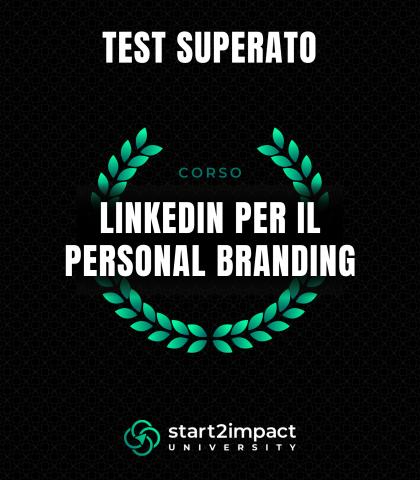 TEST SUPERATO
CORSO
LINKEDIN PER IL
PERSONAL BRANDING
start2impact
UNIVERSITY